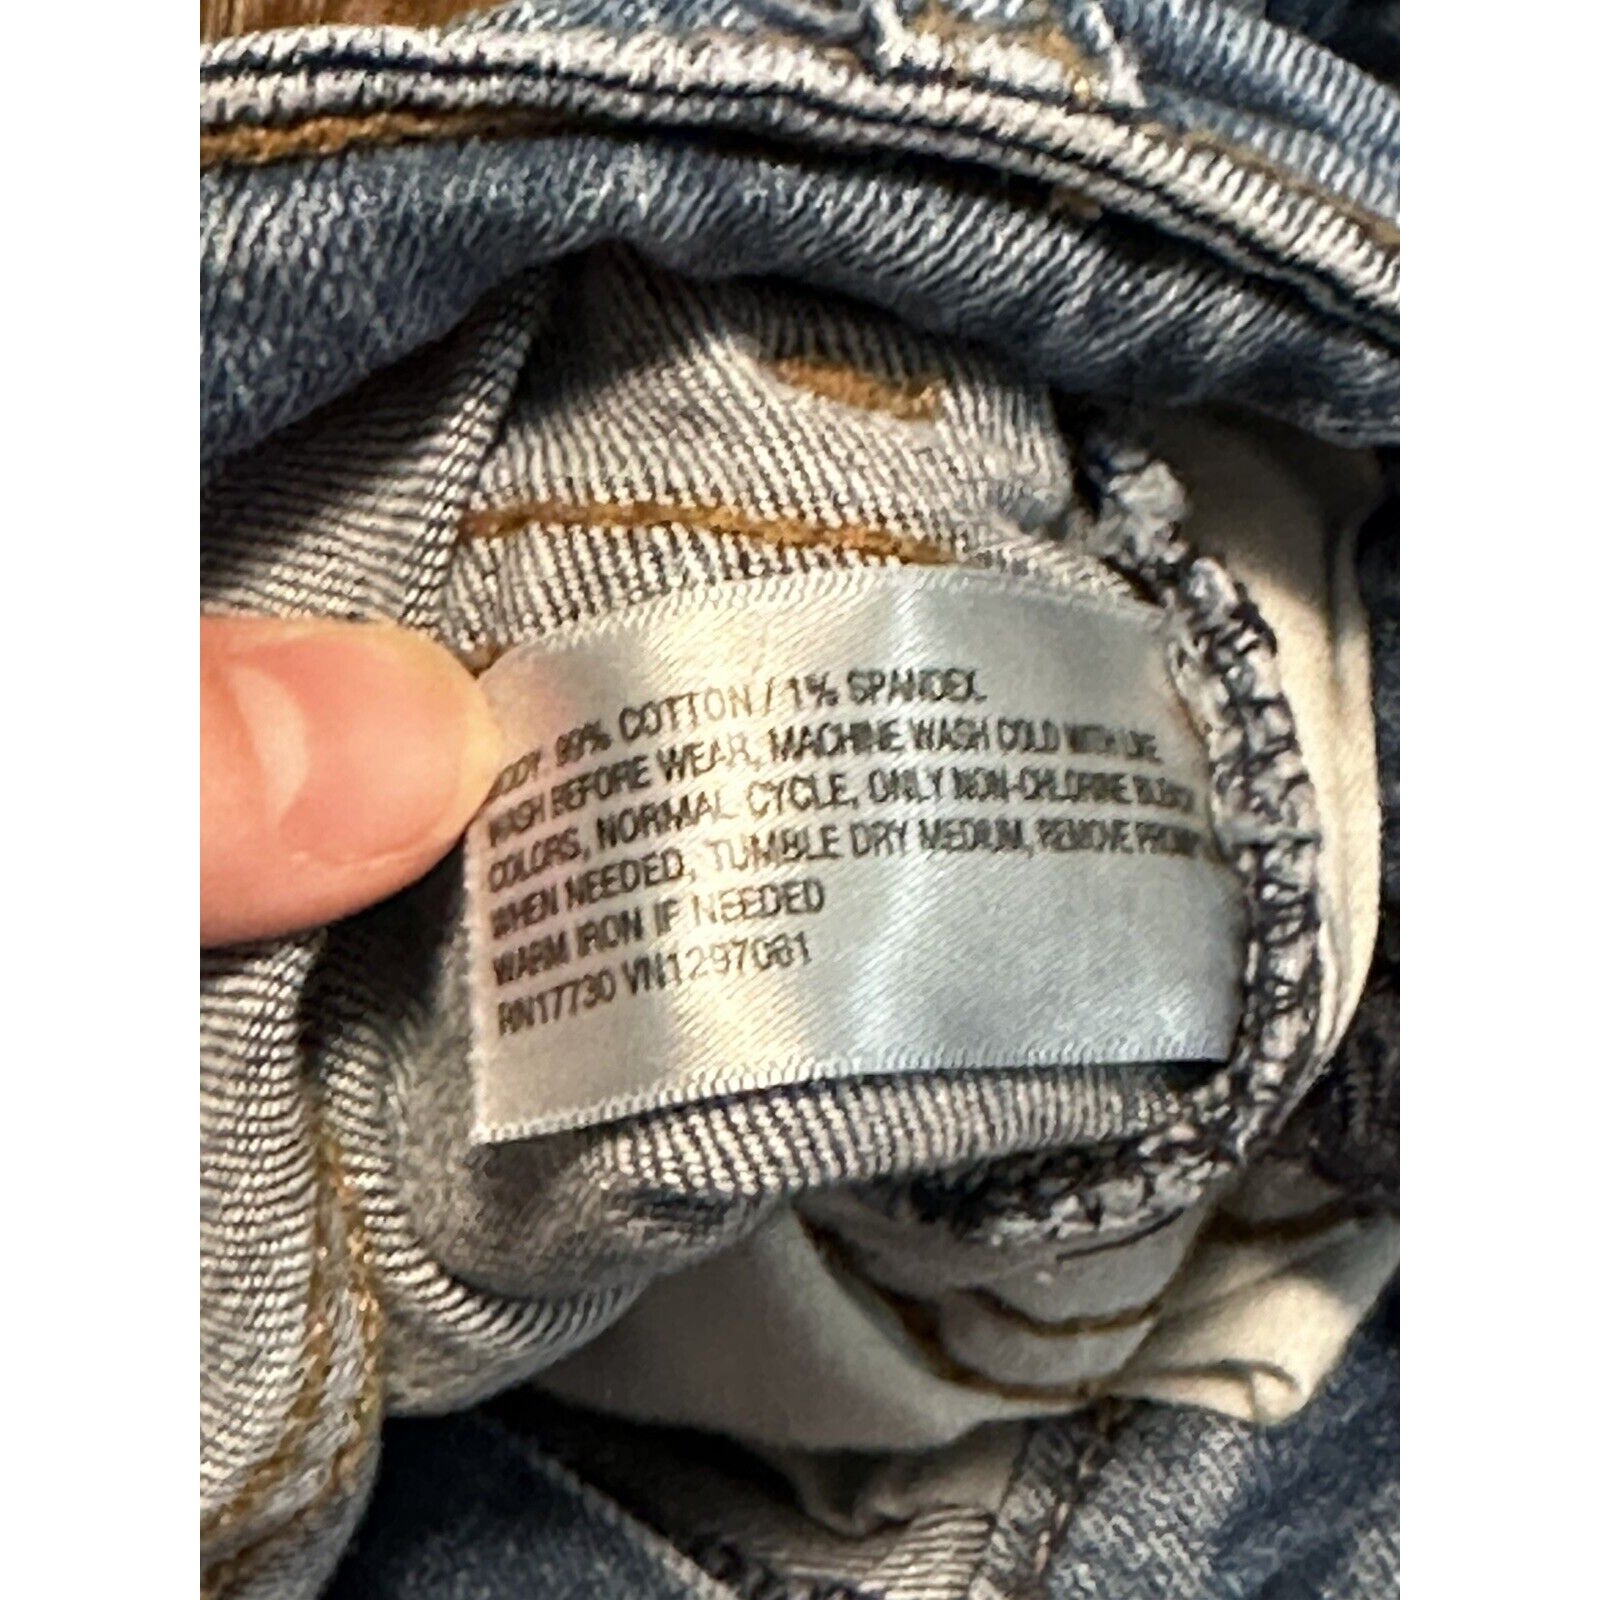 BODY: 99% COTTON / 1% SPANDEX.
WASH BEFORE WEAR, MACHINE WASH COLD WITH LIKE
COLORS, NORMAL CYCLE, ONLY NON-CHLORINE BLEACH
WHEN NEEDED, TUMBLE DRY MEDIUM, REMOVE PROMPTLY
WARM IRON IF NEEDED
RN17730 VN1297061